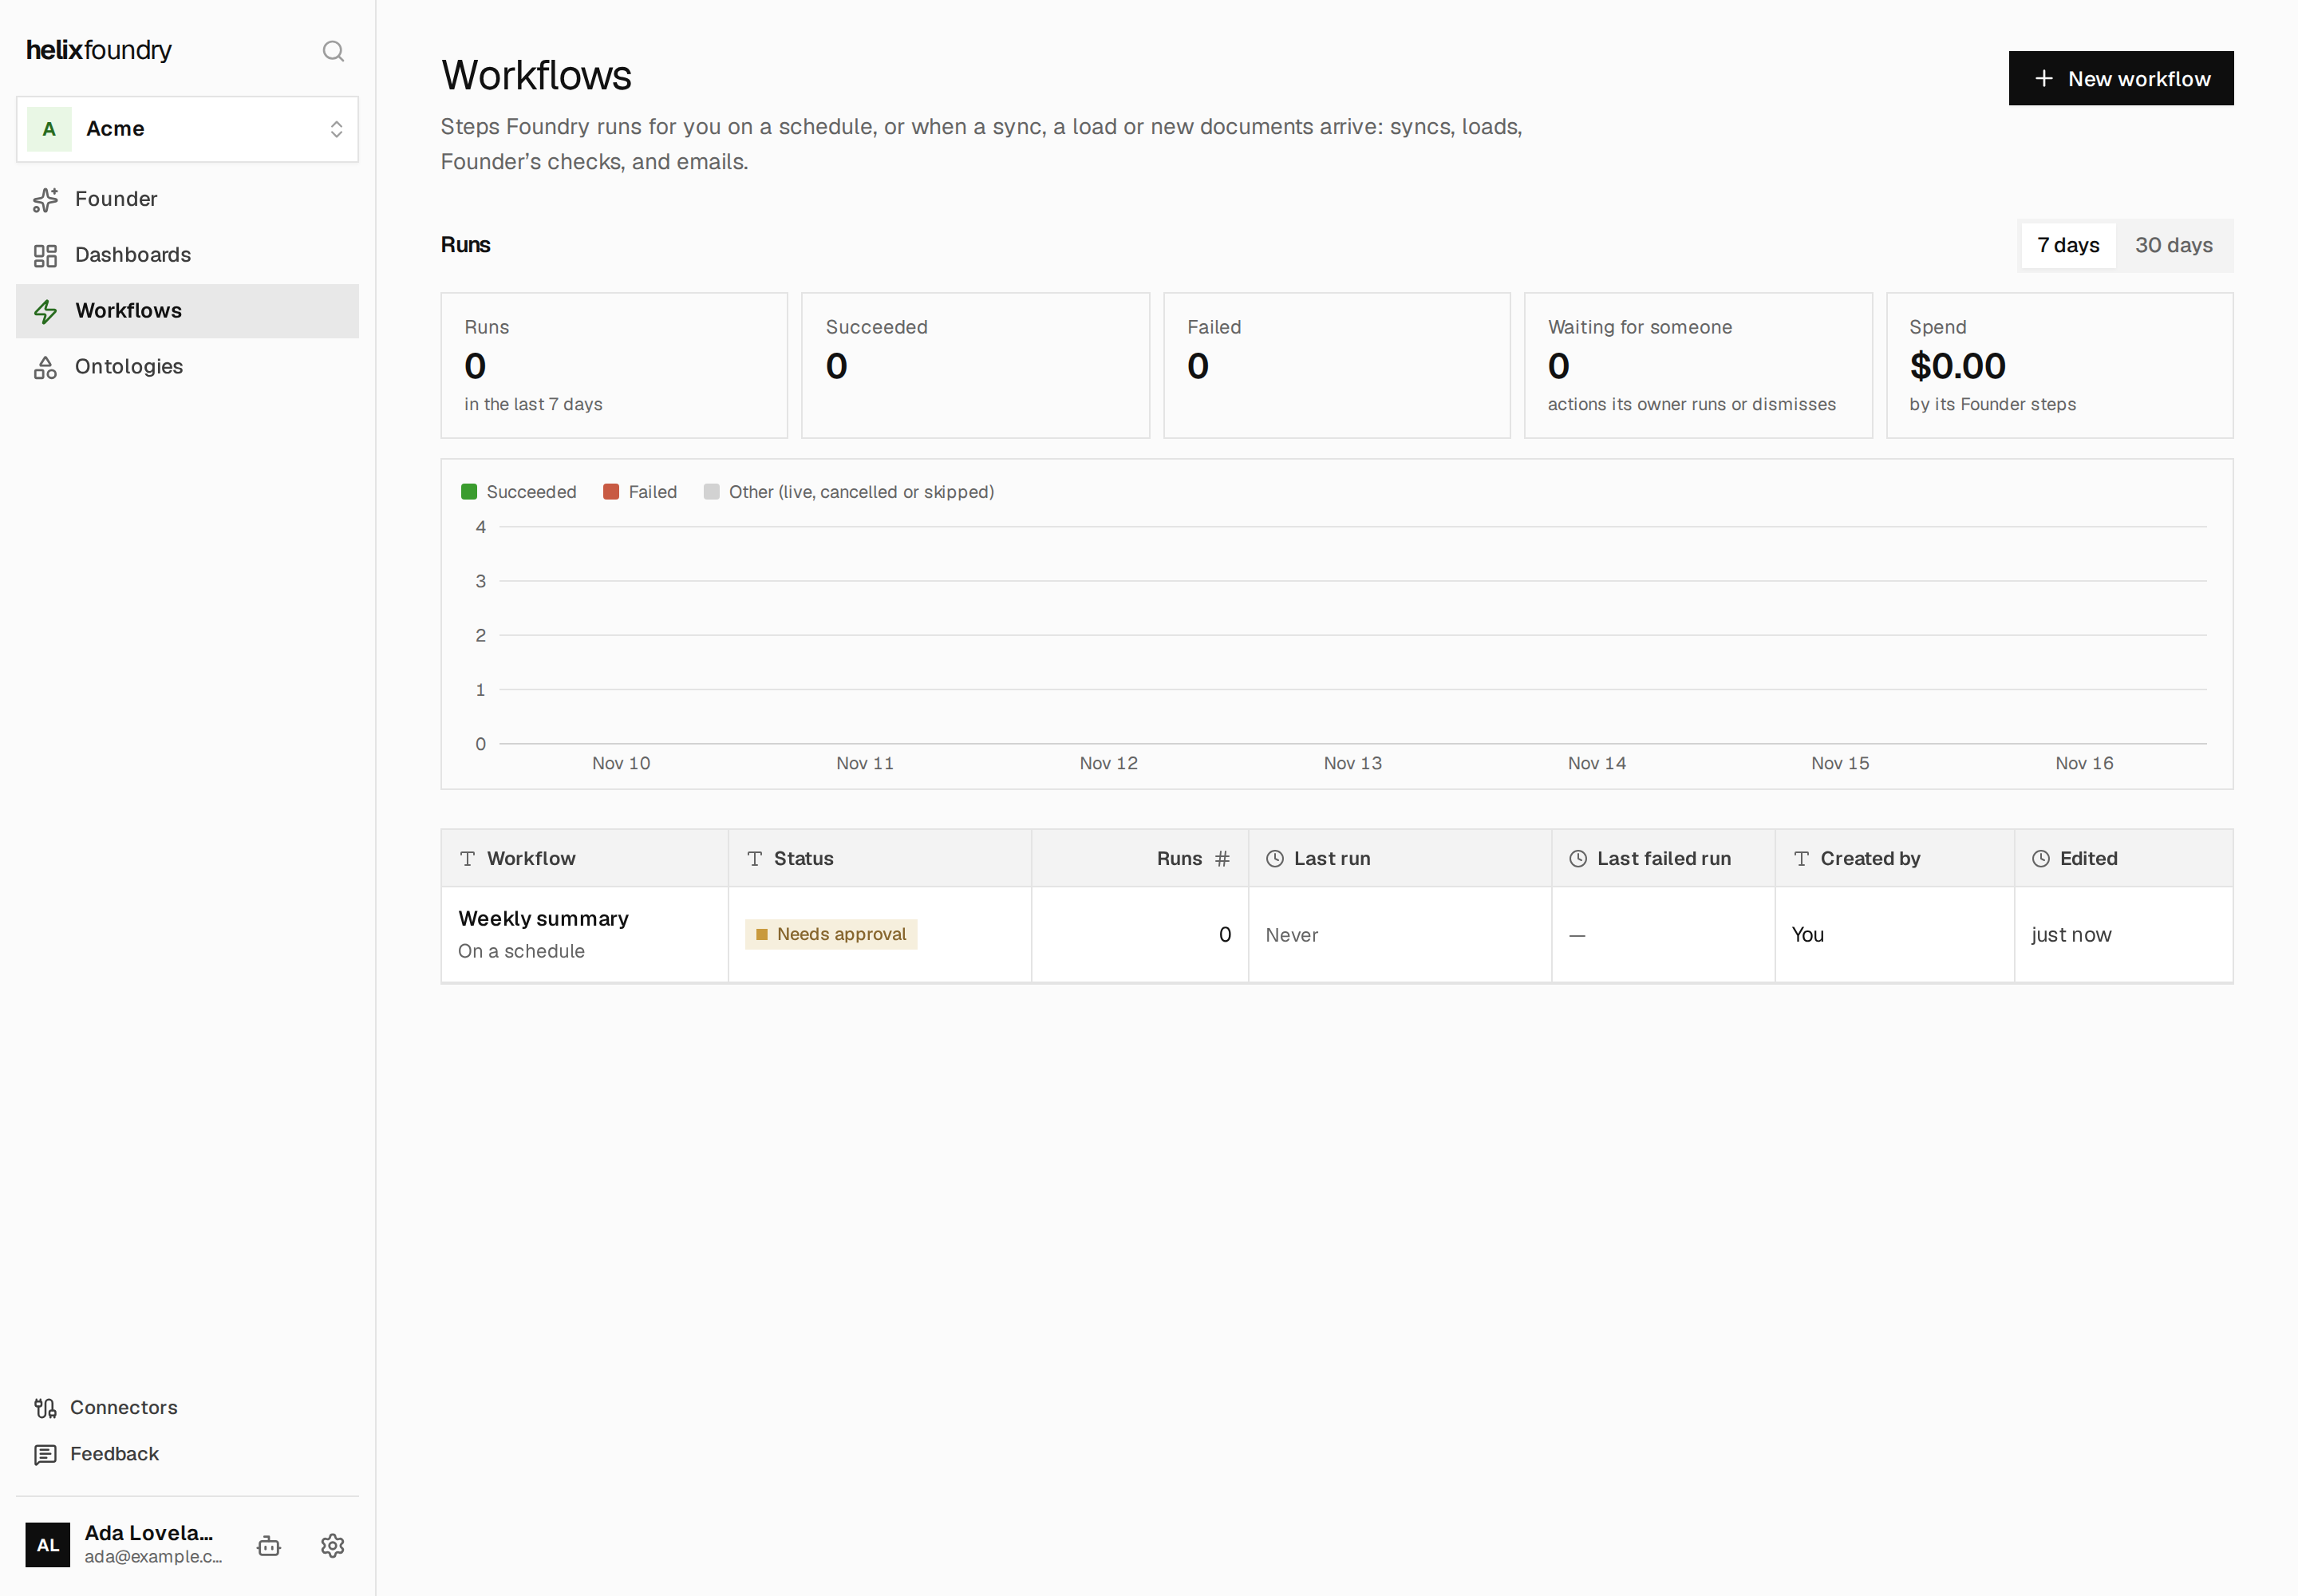 helixfoundry
A
Acme
Founder
Dashboards
Workflows
Ontologies
Connectors
Feedback
AL
Ada Lovela...
ada@example.c...
Workflows
New workflow
Steps Foundry runs for you on a schedule, or when a sync, a load or new documents arrive: syncs, loads,
Founder’s checks, and emails.
Runs
7 days
30 days
Runs
0
in the last 7 days
Succeeded
0
Failed
0
Waiting for someone
0
actions its owner runs or dismisses
Spend
$0.00
by its Founder steps
Succeeded Failed Other (live, cancelled or skipped)
4
3
2
1
0
Nov 10 Nov 11 Nov 12 Nov 13 Nov 14 Nov 15 Nov 16
Workflow Status Runs # Last run Last failed run Created by Edited
Weekly summary
On a schedule
Needs approval
0
Never
—
You
just now